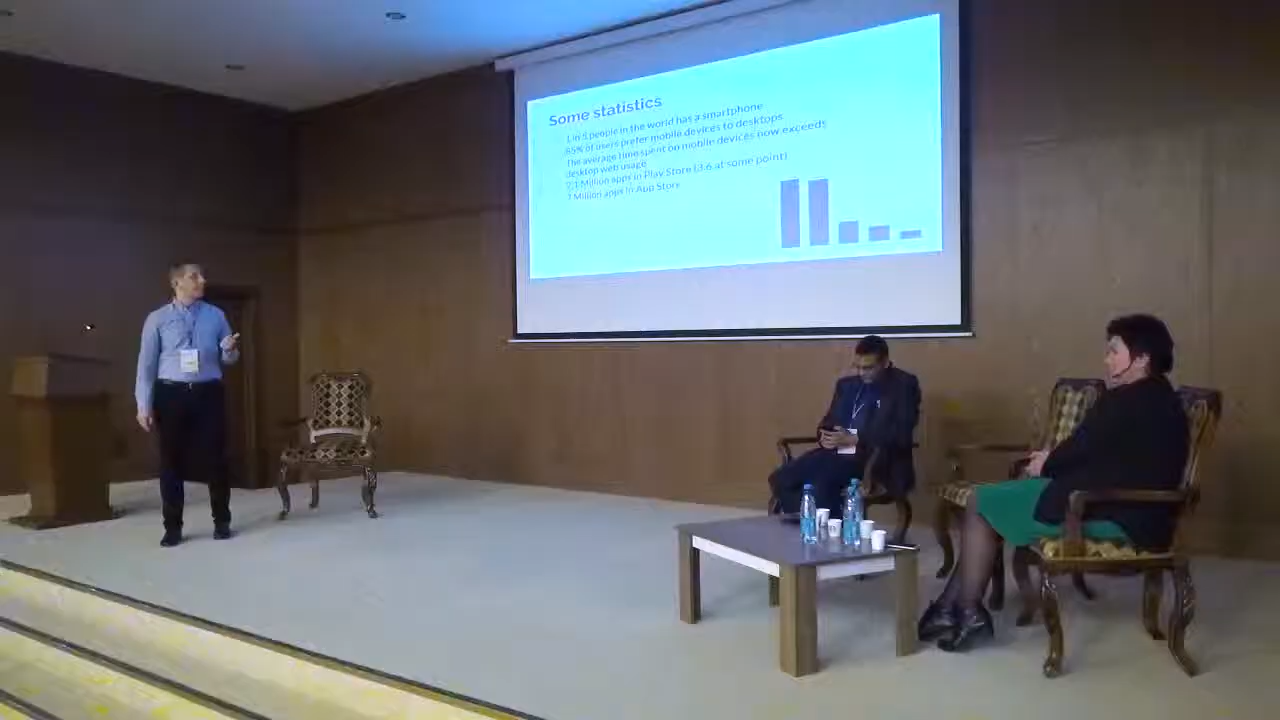 Some statistics
1 in 5 people in the world has a smartphone
85% of users prefer mobile devices to desktops
The average time spent on mobile devices now exceeds
desktop web usage
2.1 Million apps in Play Store (3.6 at some point)
Million apps in App Store